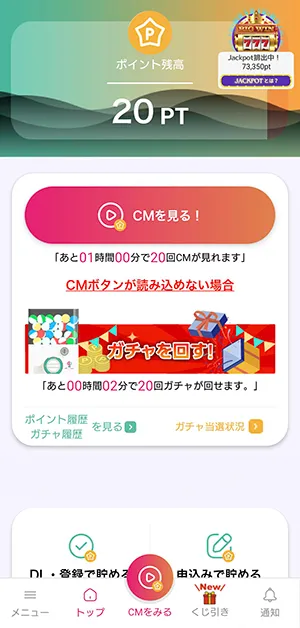 P
ポイント残高
20 PT
BIG WIN
777
Jackpot排出中！
73,350pt
JACKPOTとは？
CMを見る！
「あと01時間00分で20回CMが見れます」
CMボタンが読み込めない場合
ガチャを回す!
「あと00時間02分で20回ガチャが回せます。」
ポイント履歴
ガチャ履歴
を見る
ガチャ当選状況
DL・登録で貯める
申込みで貯める
New
メニュー
トップ
CMをみる
くじ引き
通知